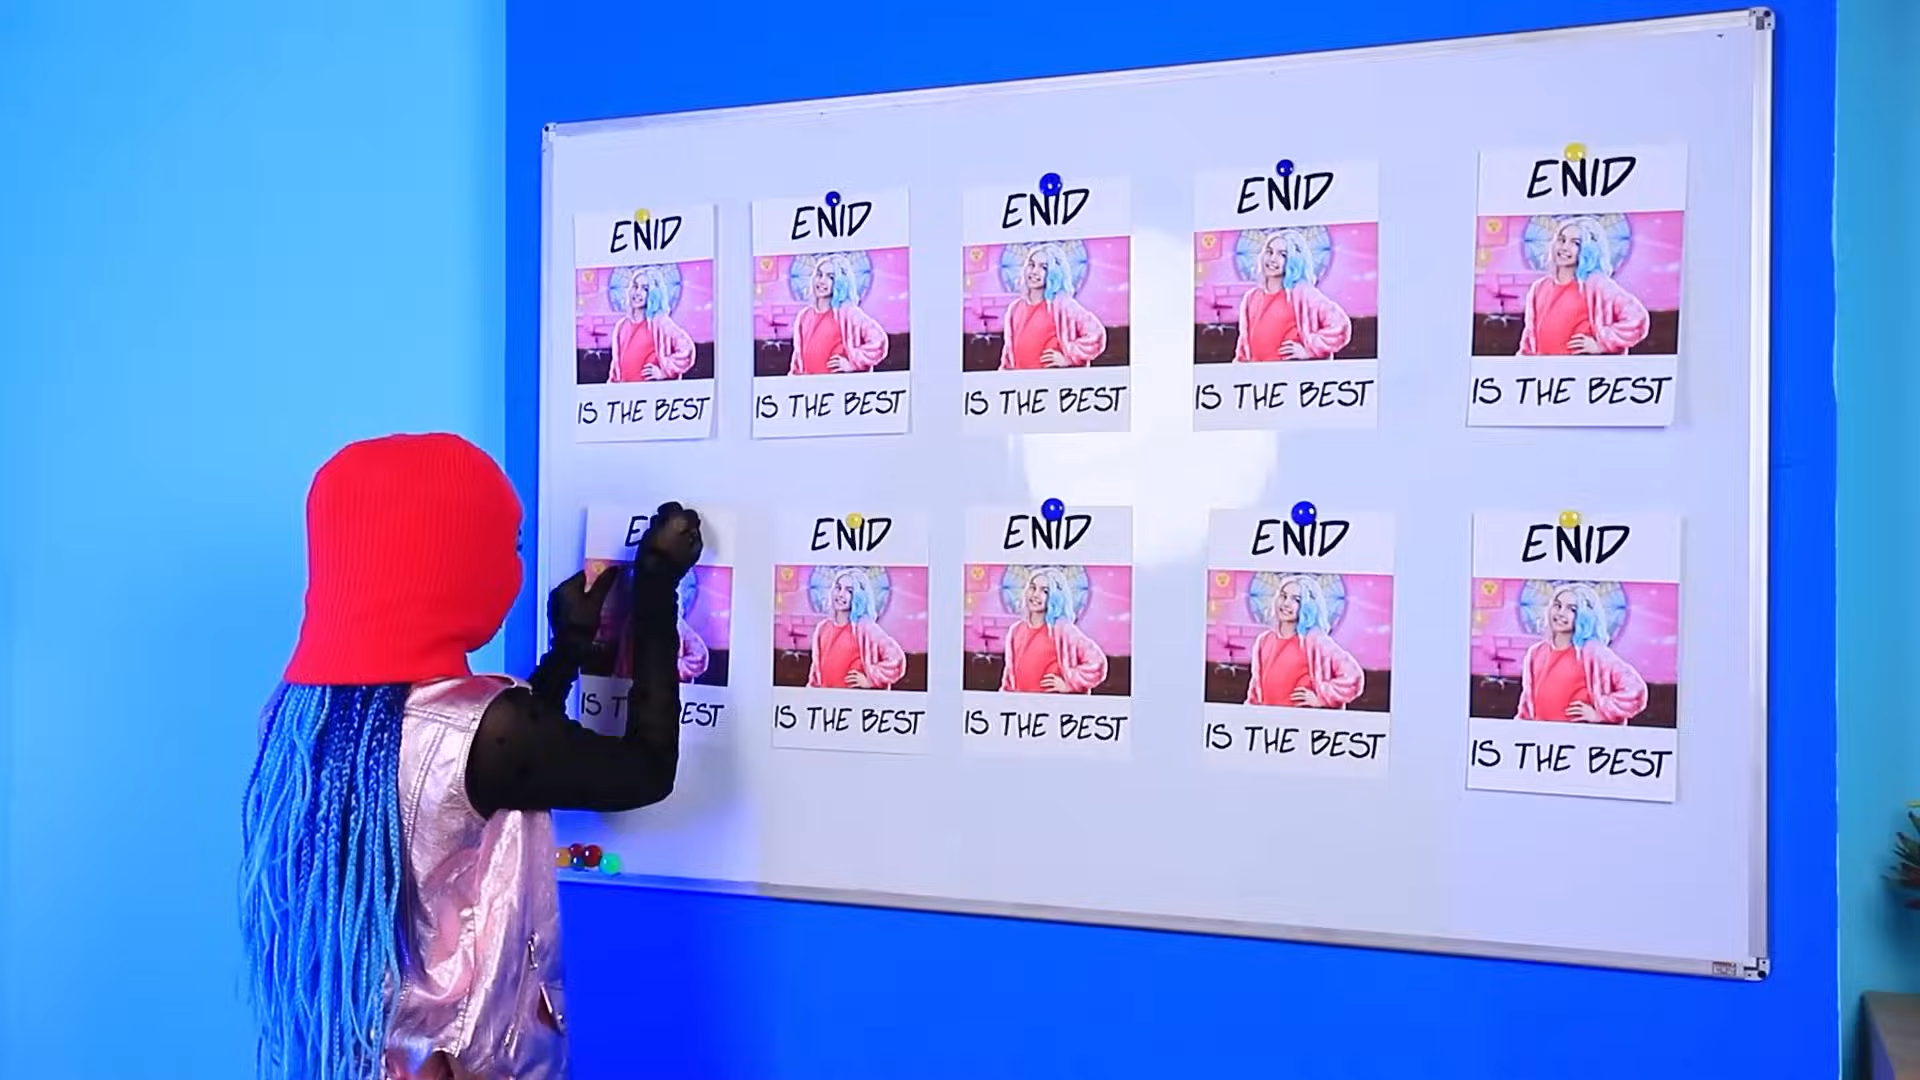 ENID
IS THE BEST
ENID
IS THE BEST
ENID
IS THE BEST
ENID
IS THE BEST
ENID
IS THE BEST
E
IS T EST
ENID
IS THE BEST
ENID
IS THE BEST
ENID
IS THE BEST
ENID
IS THE BEST